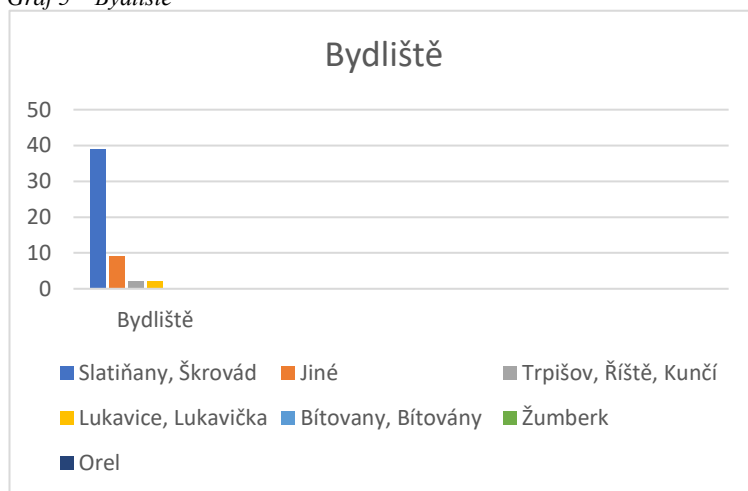 Graf 5 – Bydliště
Bydliště
50
40
30
20
10
0
Bydliště
Slatiňany, Škrovád
Jiné
Trpišov, Říště, Kunčí
Lukavice, Lukavička
Bítovany, Bítovány
Žumberk
Orel